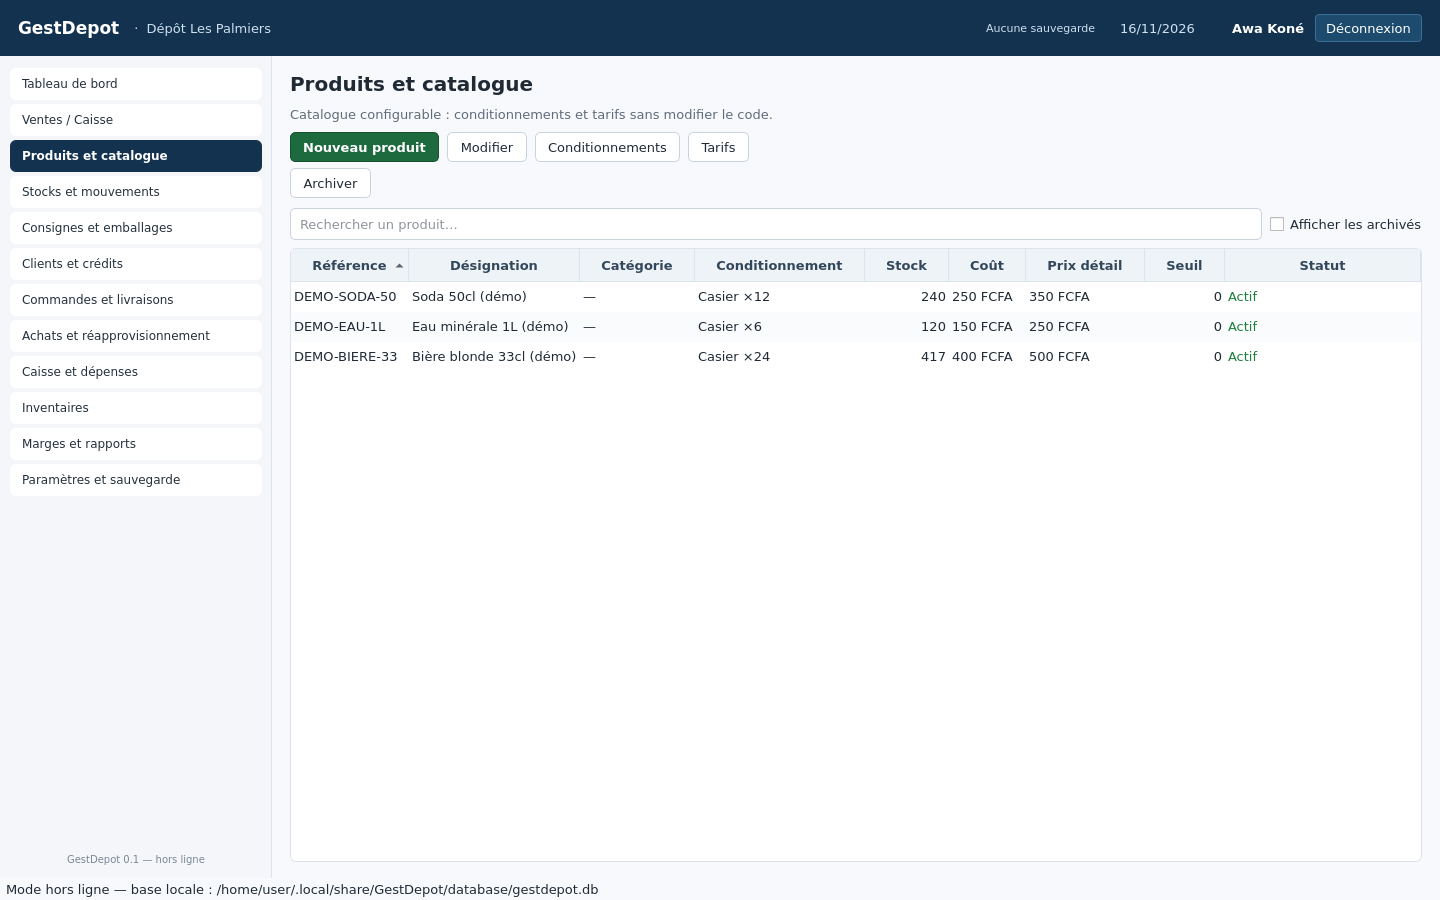 GestDepot · Dépôt Les Palmiers Aucune sauvegarde 16/11/2026 Awa Koné Déconnexion
Tableau de bord
Ventes / Caisse
Produits et catalogue
Stocks et mouvements
Consignes et emballages
Clients et crédits
Commandes et livraisons
Achats et réapprovisionnement
Caisse et dépenses
Inventaires
Marges et rapports
Paramètres et sauvegarde
GestDepot 0.1 — hors ligne
Produits et catalogue
Catalogue configurable : conditionnements et tarifs sans modifier le code.
Nouveau produit Modifier Conditionnements Tarifs
Archiver
Rechercher un produit... Afficher les archivés
Référence Désignation Catégorie Conditionnement Stock Coût Prix détail Seuil Statut
DEMO-SODA-50 Soda 50cl (démo) — Casier ×12 240 250 FCFA 350 FCFA 0 Actif
DEMO-EAU-1L Eau minérale 1L (démo) — Casier ×6 120 150 FCFA 250 FCFA 0 Actif
DEMO-BIERE-33 Bière blonde 33cl (démo) — Casier ×24 417 400 FCFA 500 FCFA 0 Actif
Mode hors ligne — base locale : /home/user/.local/share/GestDepot/database/gestdepot.db